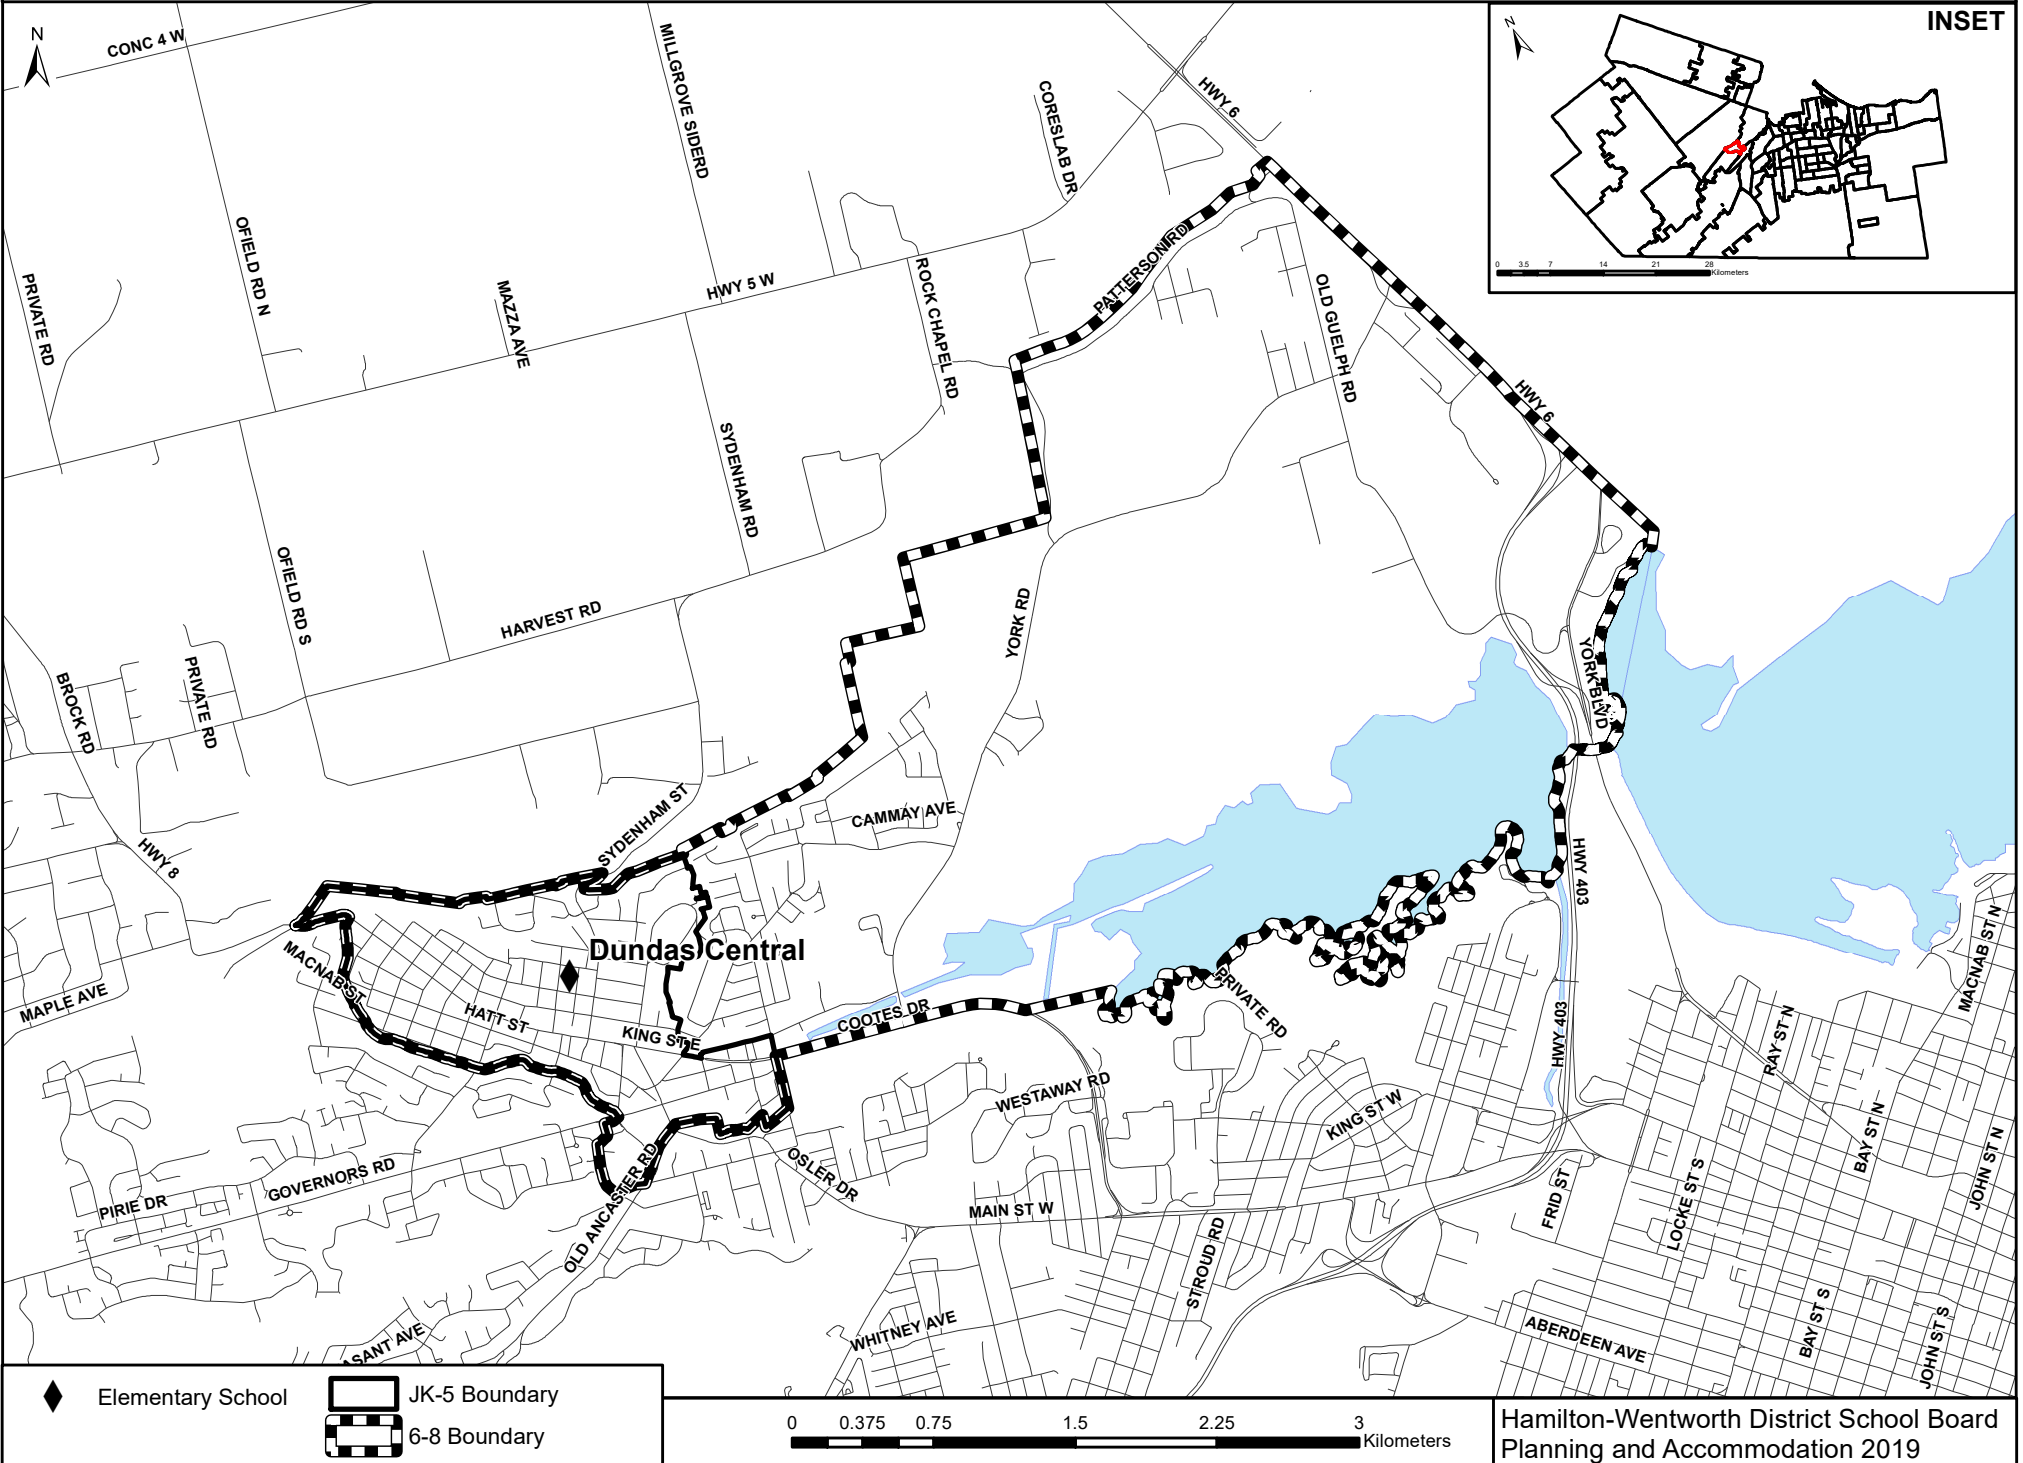 N
CONC 4 W
MILLGROVE SIDERD
CORESLAB DR
HWY 6
INSET
N
0 3.5 7 14 21 28
Kilometers
PRIVATE RD
OFIELD RD N
MAZZA AVE
HWY 5 W
ROCK CHAPEL RD
PATTERSON RD
OLD GUELPH RD
HWY 6
SYDENHAM RD
OFIELD RD S
HARVEST RD
YORK RD
BROCK RD
PRIVATE RD
YORK BLVD
SYDENHAM ST
CAMMAY AVE
HWY 8
HWY 403
Dundas Central
MACNAB ST
MAPLE AVE
HATT ST
KING ST E
COOTES DR
PRIVATE RD
HWY 403
MACNAB ST N
RAY ST N
WESTAWAY RD
KING ST W
BAY ST N
JOHN ST N
GOVERNORS RD
PIRIE DR
OLD ANCASTER RD
OSLER DR
MAIN ST W
FRID ST
LOCKE ST S
STROUD RD
WHITNEY AVE
ASANT AVE
ABERDEEN AVE
BAY ST S
JOHN ST S
Elementary School
JK-5 Boundary
6-8 Boundary
0 0.375 0.75 1.5 2.25 3
Kilometers
Hamilton-Wentworth District School Board
Planning and Accommodation 2019